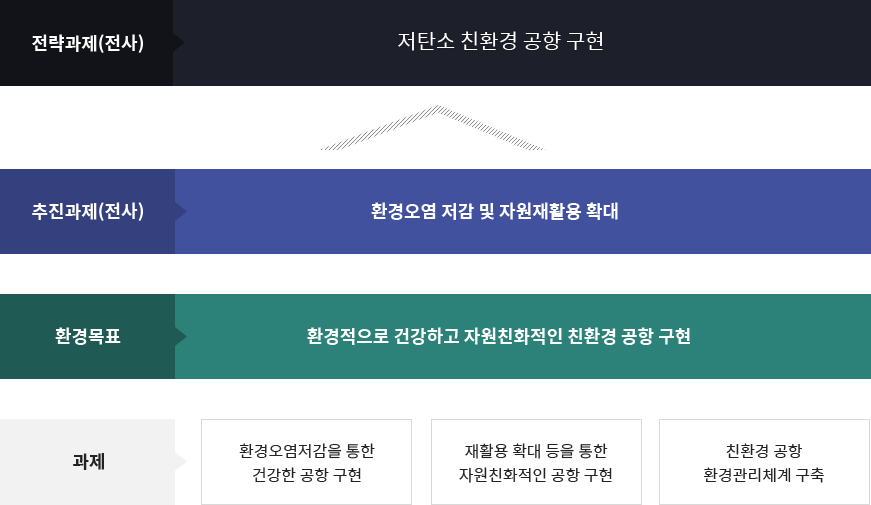 전략과제(전사)
저탄소 친환경 공항 구현
추진과제(전사)
환경오염 저감 및 자원재활용 확대
환경목표
환경적으로 건강하고 자원친화적인 친환경 공항 구현
과제
환경오염저감을 통한
건강한 공항 구현
재활용 확대 등을 통한
자원친화적인 공항 구현
친환경 공항
환경관리체계 구축